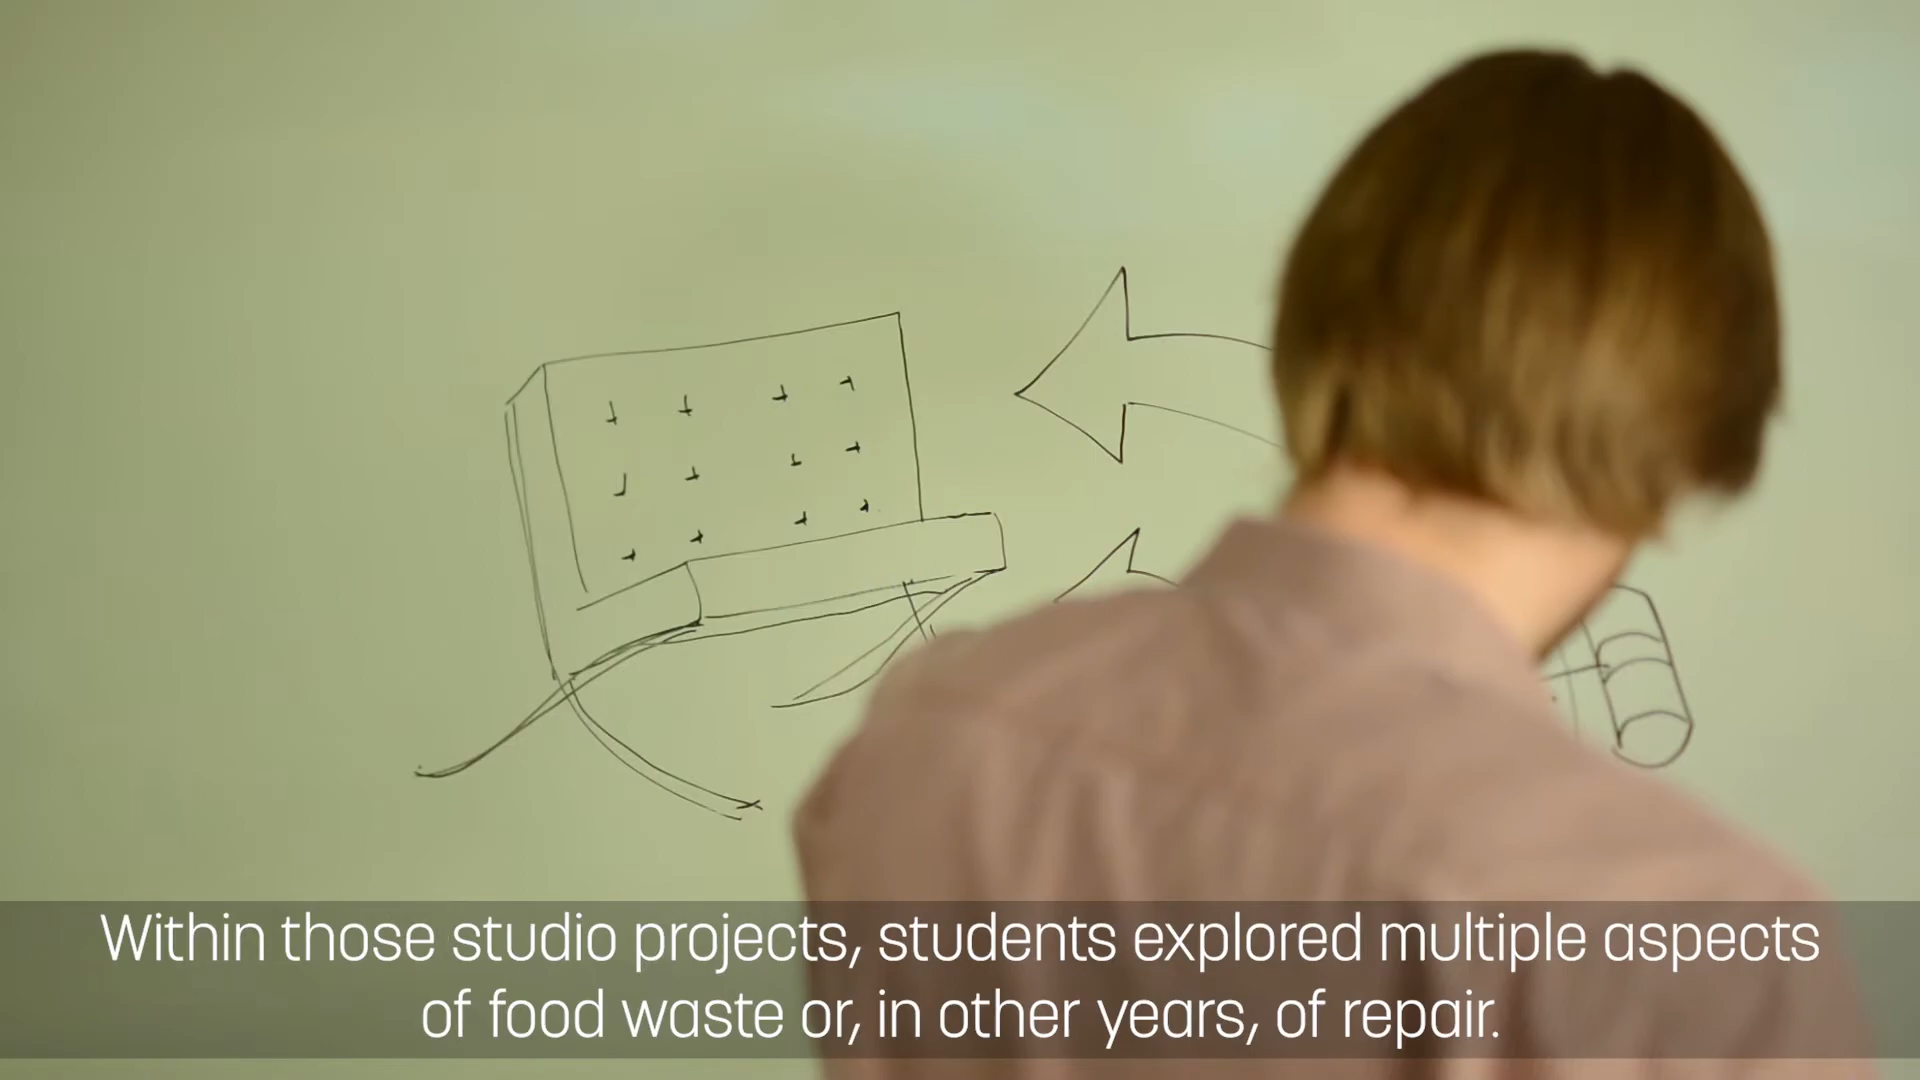 Within those studio projects, students explored multiple aspects
of food waste or, in other years, of repair.